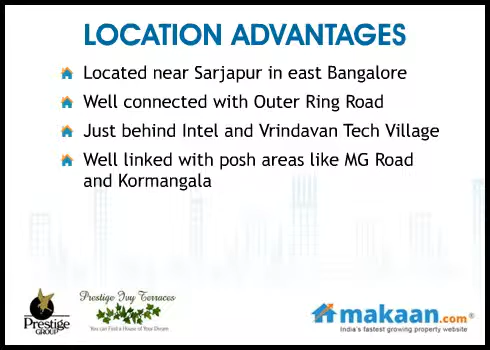 LOCATION ADVANTAGES
Located near Sarjapur in east Bangalore
Well connected with Outer Ring Road
Just behind Intel and Vrindavan Tech Village
Well linked with posh areas like MG Road
and Kormangala
Prestige
GROUP
Prestige Ivy Terraces
You can Find a House of Your Dream
makaan.com®
India's fastest growing property website